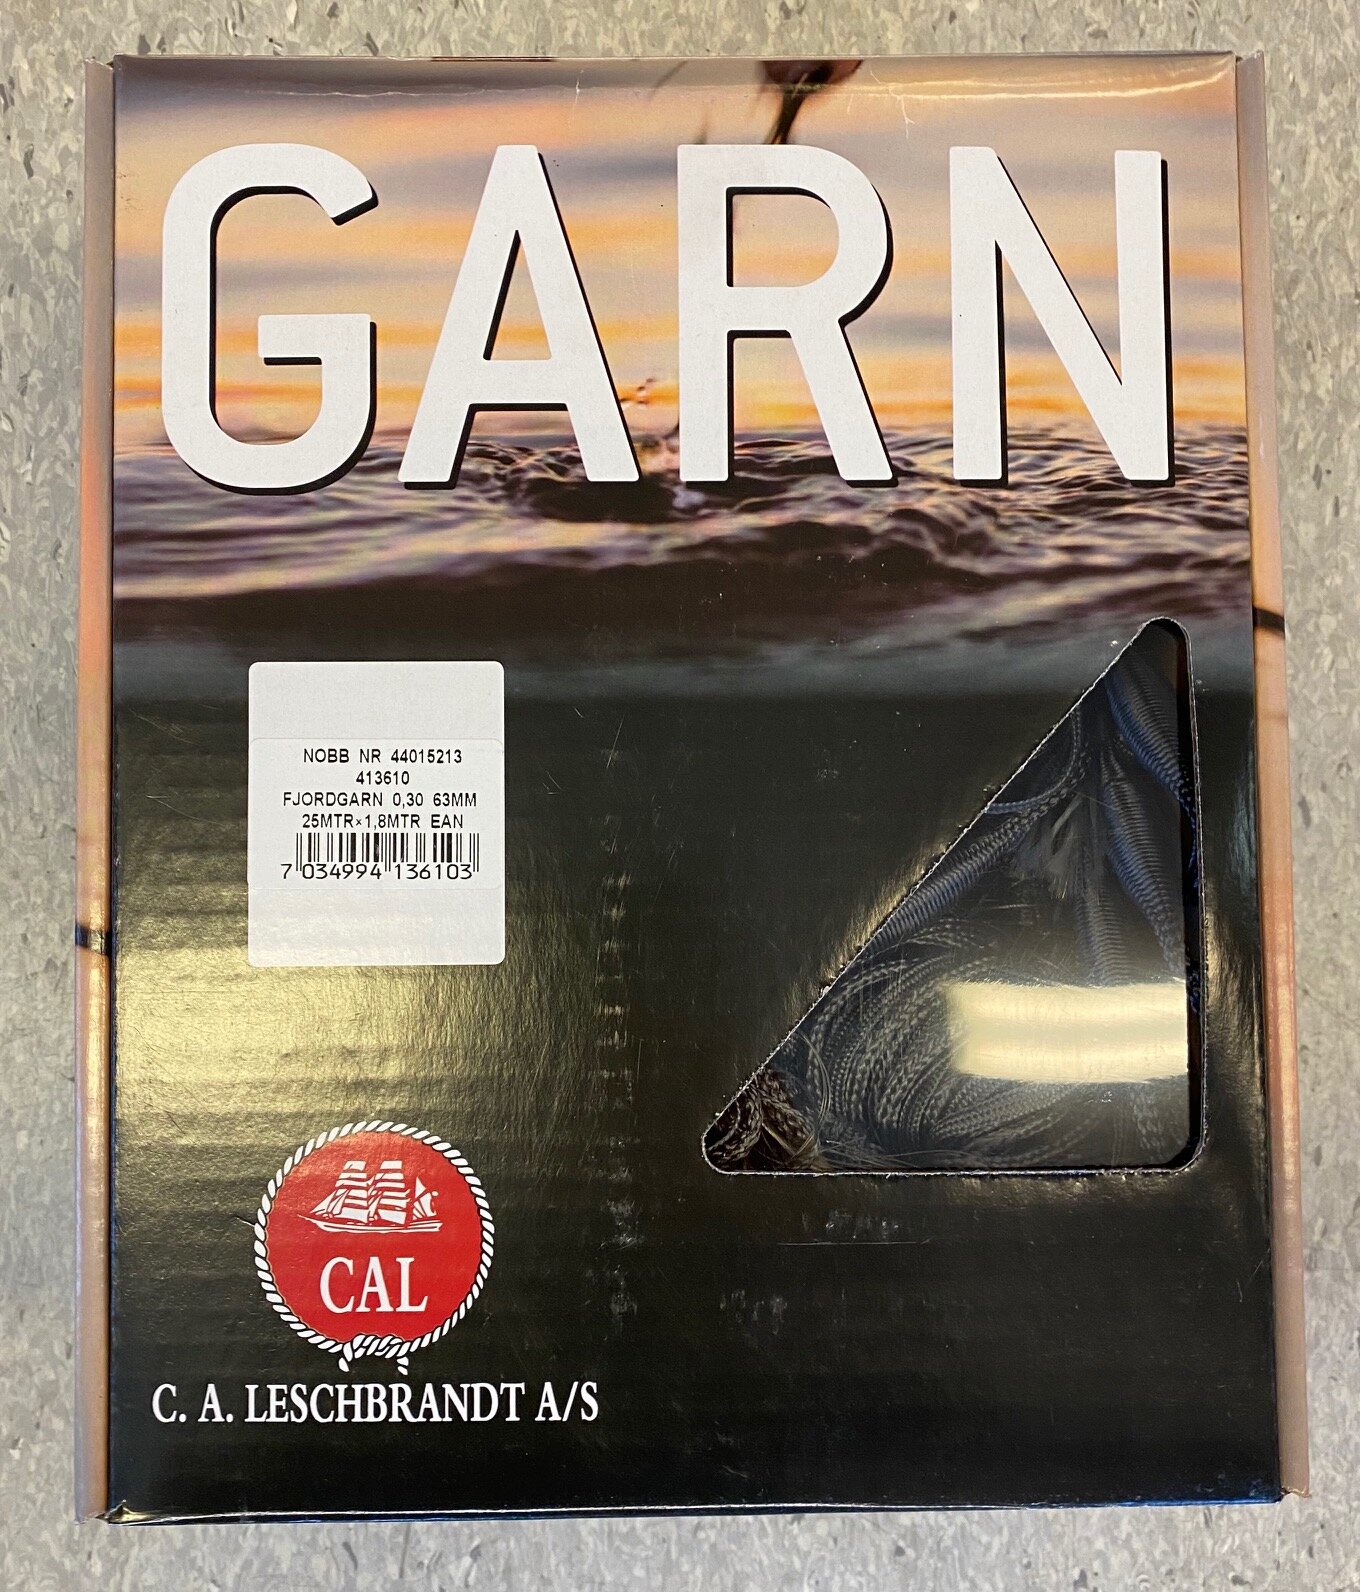 GARN
NOBB NR 44015213
413610
FJORDGARN 0,30 63MM
25MTR×1,8MTR EAN
7 034994 136103
CAL
C. A. LESCHBRANDT A/S